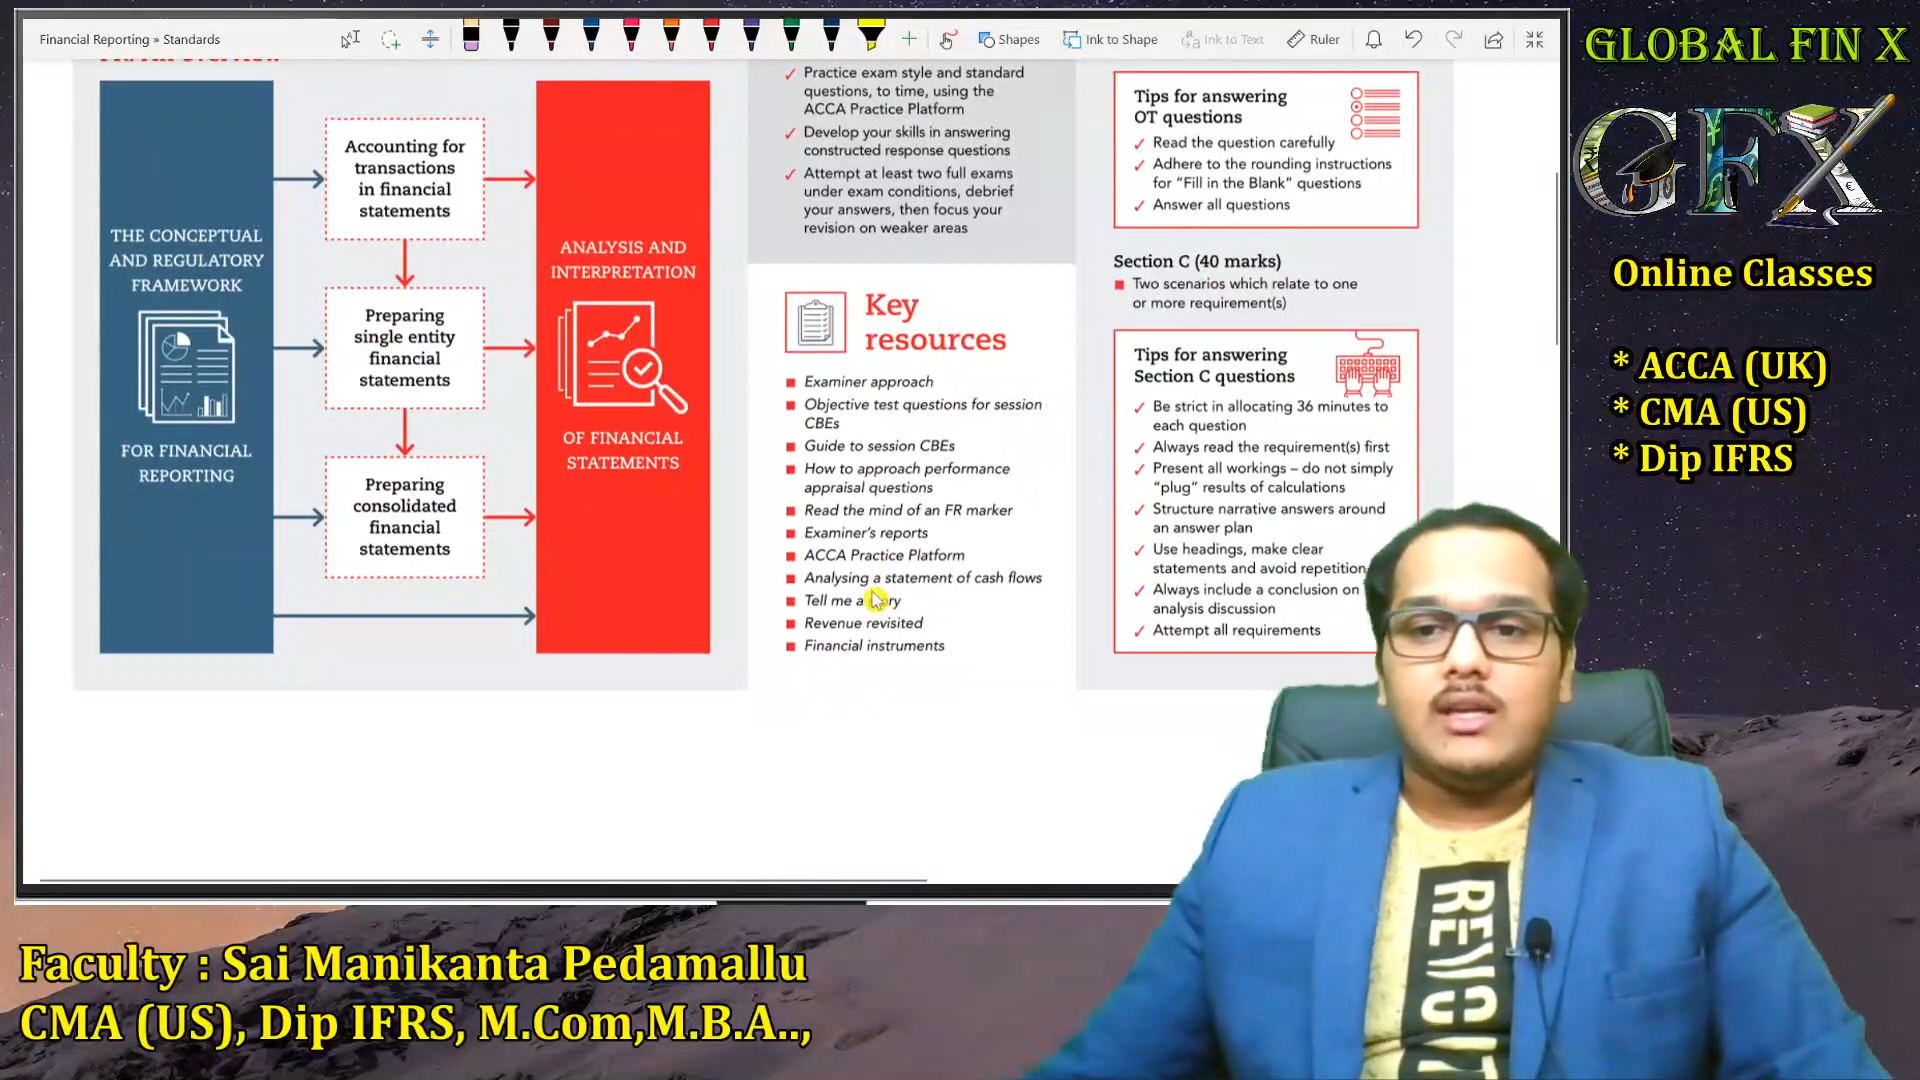 Financial Reporting » Standards
Shapes
Ink to Shape
Ink to Text
Ruler
THE CONCEPTUAL
AND REGULATORY
FRAMEWORK
FOR FINANCIAL
REPORTING
Accounting for
transactions
in financial
statements
Preparing
single entity
financial
statements
Preparing
consolidated
financial
statements
ANALYSIS AND
INTERPRETATION
OF FINANCIAL
STATEMENTS
✓ Practice exam style and standard
questions, to time, using the
ACCA Practice Platform
✓ Develop your skills in answering
constructed response questions
✓ Attempt at least two full exams
under exam conditions, debrief
your answers, then focus your
revision on weaker areas
Key
resources
Examiner approach
Objective test questions for session
CBEs
Guide to session CBEs
How to approach performance
appraisal questions
Read the mind of an FR marker
Examiner's reports
ACCA Practice Platform
Analysing a statement of cash flows
Tell me a
Revenue revisited
Financial instruments
Tips for answering
OT questions
✓ Read the question carefully
✓ Adhere to the rounding instructions
for "Fill in the Blank" questions
✓ Answer all questions
Section C (40 marks)
Two scenarios which relate to one
or more requirement(s)
Tips for answering
Section C questions
✓ Be strict in allocating 36 minutes to
each question
✓ Always read the requirement(s) first
✓ Present all workings – do not simply
"plug" results of calculations
✓ Structure narrative answers around
an answer plan
✓ Use headings, make clear
statements and avoid repetition
✓ Always include a conclusion on
analysis discussion
✓ Attempt all requirements
GLOBAL FIN X
GFX
Online Classes
* ACCA (UK)
* CMA (US)
* Dip IFRS
Faculty : Sai Manikanta Pedamallu
CMA (US), Dip IFRS, M.Com,M.B.A..,